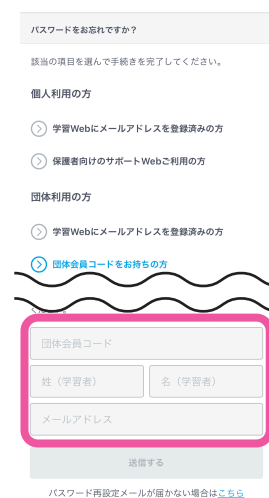 パスワードをお忘れですか？
該当の項目を選んで手続きを完了してください。
個人利用の方
学習Webにメールアドレスを登録済みの方
保護者向けのサポートWebご利用の方
団体利用の方
学習Webにメールアドレスを登録済みの方
団体会員コードをお持ちの方
団体会員コード
姓（学習者） 名（学習者）
メールアドレス
送信する
パスワード再設定メールが届かない場合はこちら